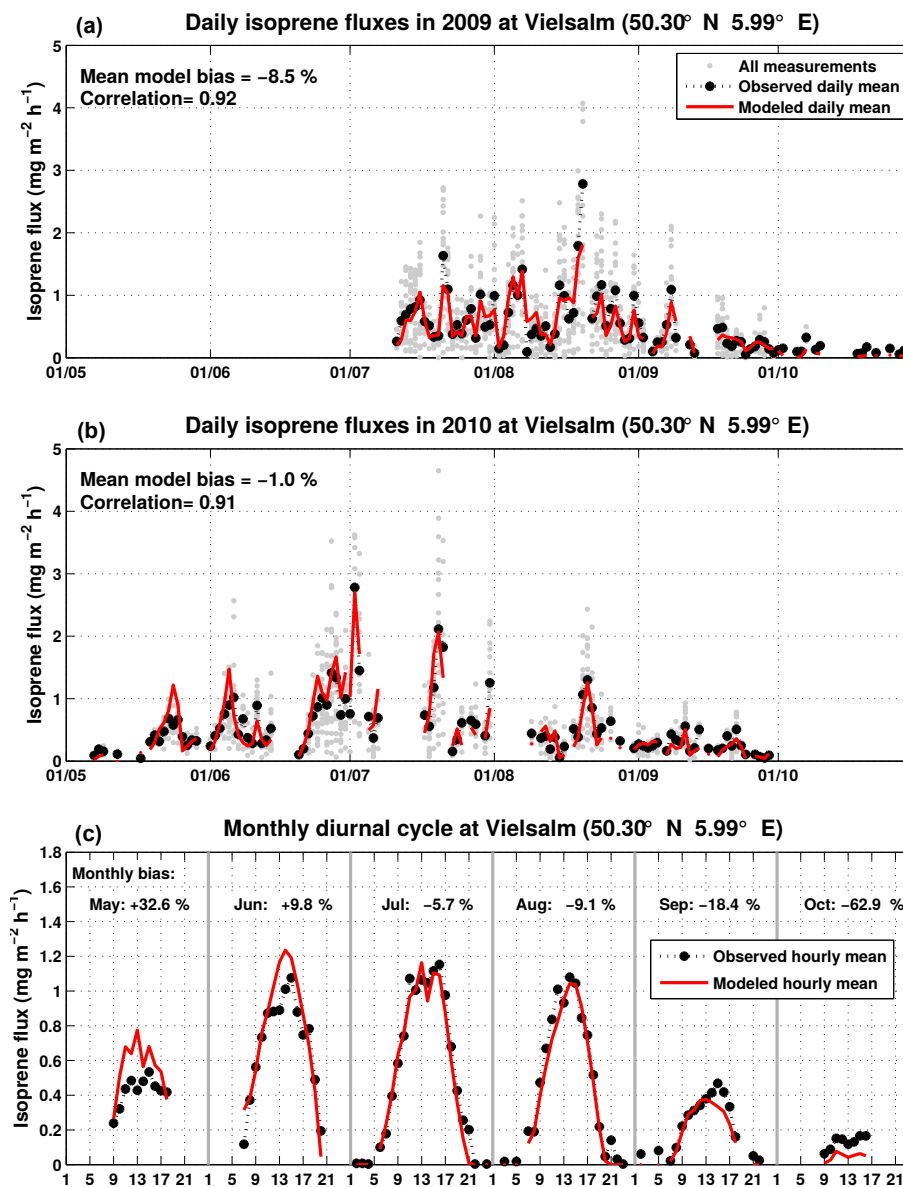 (a) Daily isoprene fluxes in 2009 at Vielsalm (50.30° N 5.99° E)
Mean model bias = −8.5 %
Correlation= 0.92
All measurements
Observed daily mean
Modeled daily mean
Isoprene flux (mg m⁻² h⁻¹)
5
4
3
2
1
0
01/05 01/06 01/07 01/08 01/09 01/10
(b) Daily isoprene fluxes in 2010 at Vielsalm (50.30° N 5.99° E)
Mean model bias = −1.0 %
Correlation= 0.91
Isoprene flux (mg m⁻² h⁻¹)
5
4
3
2
1
0
01/05 01/06 01/07 01/08 01/09 01/10
(c) Monthly diurnal cycle at Vielsalm (50.30° N 5.99° E)
Monthly bias:
May: +32.6 % Jun: +9.8 % Jul: −5.7 % Aug: −9.1 % Sep: −18.4 % Oct: −62.9 %
Observed hourly mean
Modeled hourly mean
Isoprene flux (mg m⁻² h⁻¹)
1.8
1.6
1.4
1.2
1
0.8
0.6
0.4
0.2
0
1 5 9 13 17 21 1 5 9 13 17 21 1 5 9 13 17 21 1 5 9 13 17 21 1 5 9 13 17 21 1 5 9 13 17 21